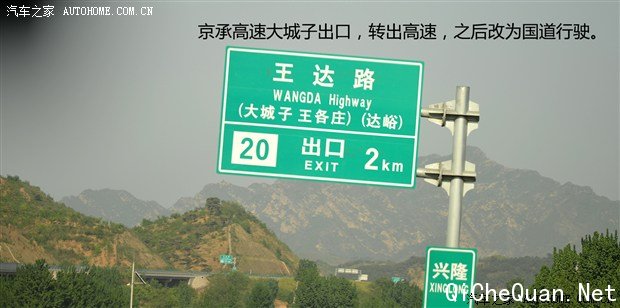 汽车之家 AUTOHOME.COM.CN
京承高速大城子出口，转出高速，之后改为国道行驶。
王达路
WANGDA Highway
(大城子 王各庄) (达峪)
20 出口 2km
EXIT
兴隆
XINGLONG
QiCheQuan.Net